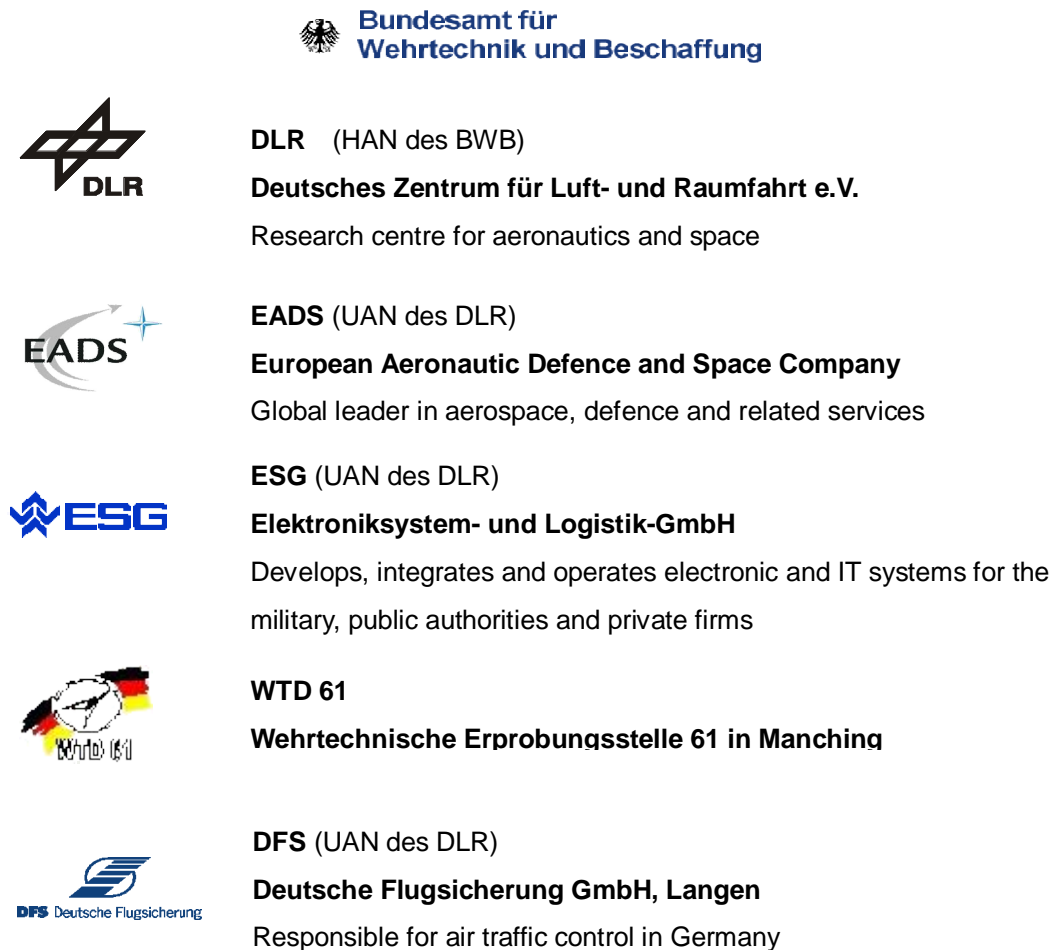 Bundesamt für
Wehrtechnik und Beschaffung
DLR
DLR (HAN des BWB)
Deutsches Zentrum für Luft- und Raumfahrt e.V.
Research centre for aeronautics and space
EADS
EADS (UAN des DLR)
European Aeronautic Defence and Space Company
Global leader in aerospace, defence and related services
ESG
ESG (UAN des DLR)
Elektroniksystem- und Logistik-GmbH
Develops, integrates and operates electronic and IT systems for the
military, public authorities and private firms
WTD 61
WTD 61
Wehrtechnische Erprobungsstelle 61 in Manching
DFS Deutsche Flugsicherung
DFS (UAN des DLR)
Deutsche Flugsicherung GmbH, Langen
Responsible for air traffic control in Germany